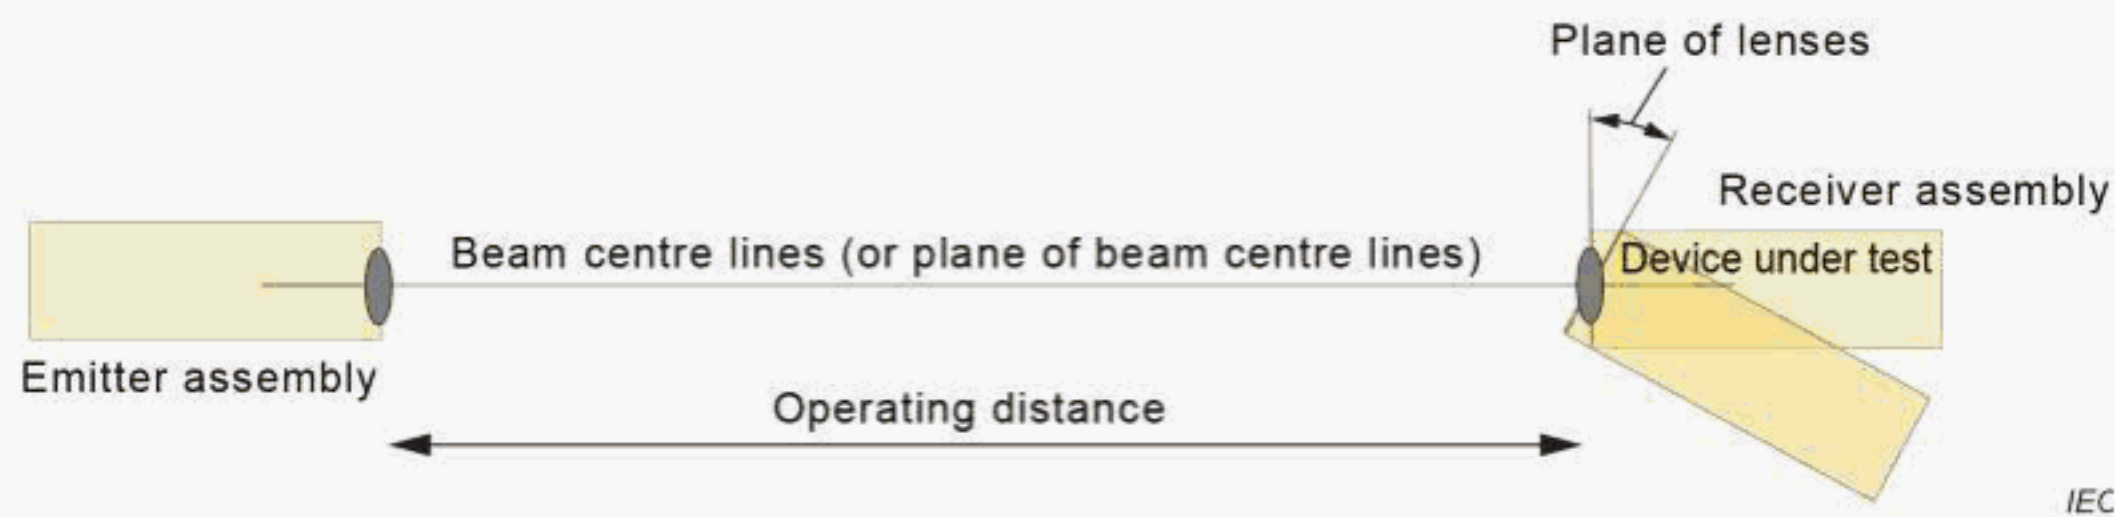 Plane of lenses
Receiver assembly
Beam centre lines (or plane of beam centre lines)
Device under test
Emitter assembly
Operating distance
IEC